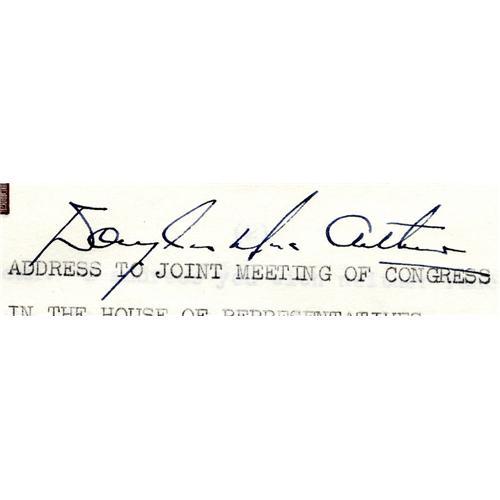 Douglas MacArthur
ADDRESS TO JOINT MEETING OF CONGRESS
IN THE HOUSE OF REPRESENTATIVES